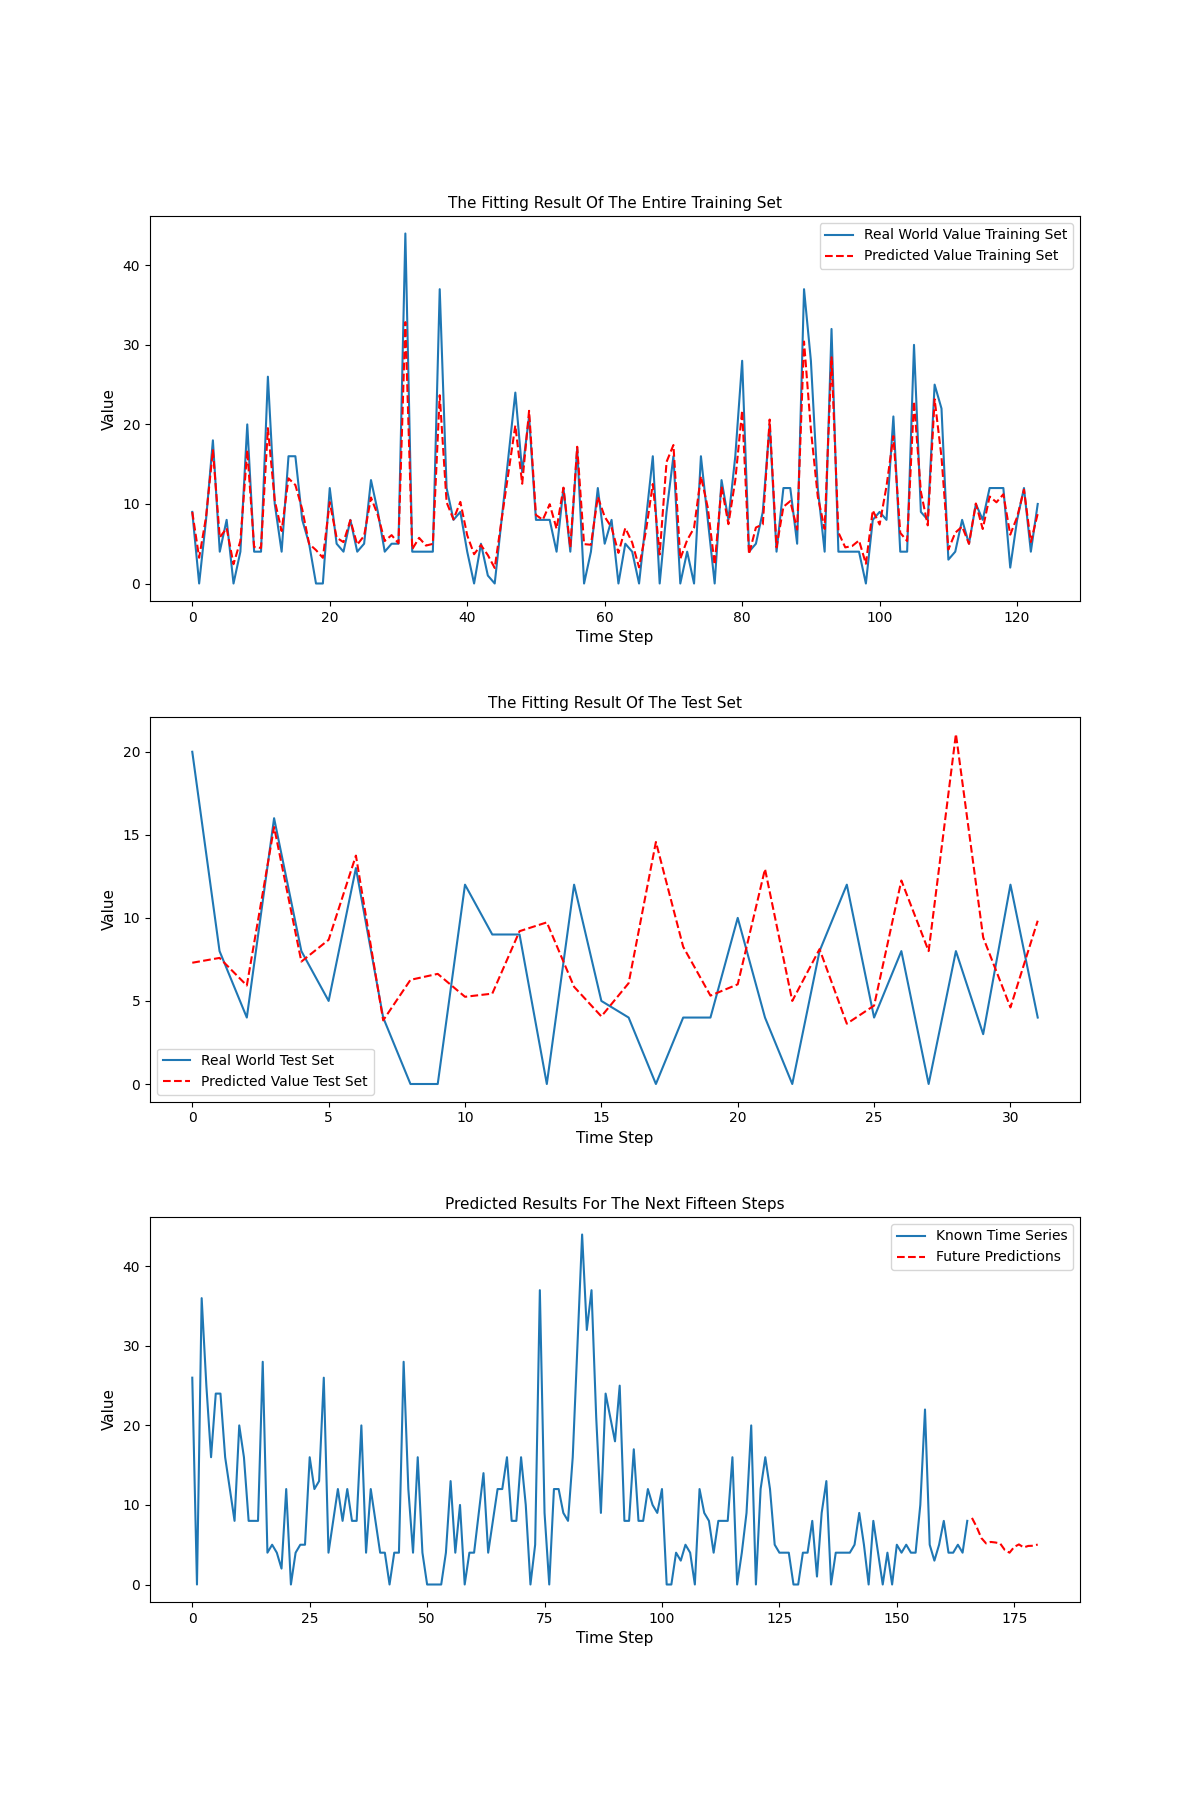 The Fitting Result Of The Entire Training Set
Real World Value Training Set
Predicted Value Training Set
Value
40
30
20
10
0
0 20 40 60 80 100 120
Time Step
The Fitting Result Of The Test Set
Value
20
15
10
5
0
Real World Test Set
Predicted Value Test Set
0 5 10 15 20 25 30
Time Step
Predicted Results For The Next Fifteen Steps
Known Time Series
Future Predictions
Value
40
30
20
10
0
0 25 50 75 100 125 150 175
Time Step